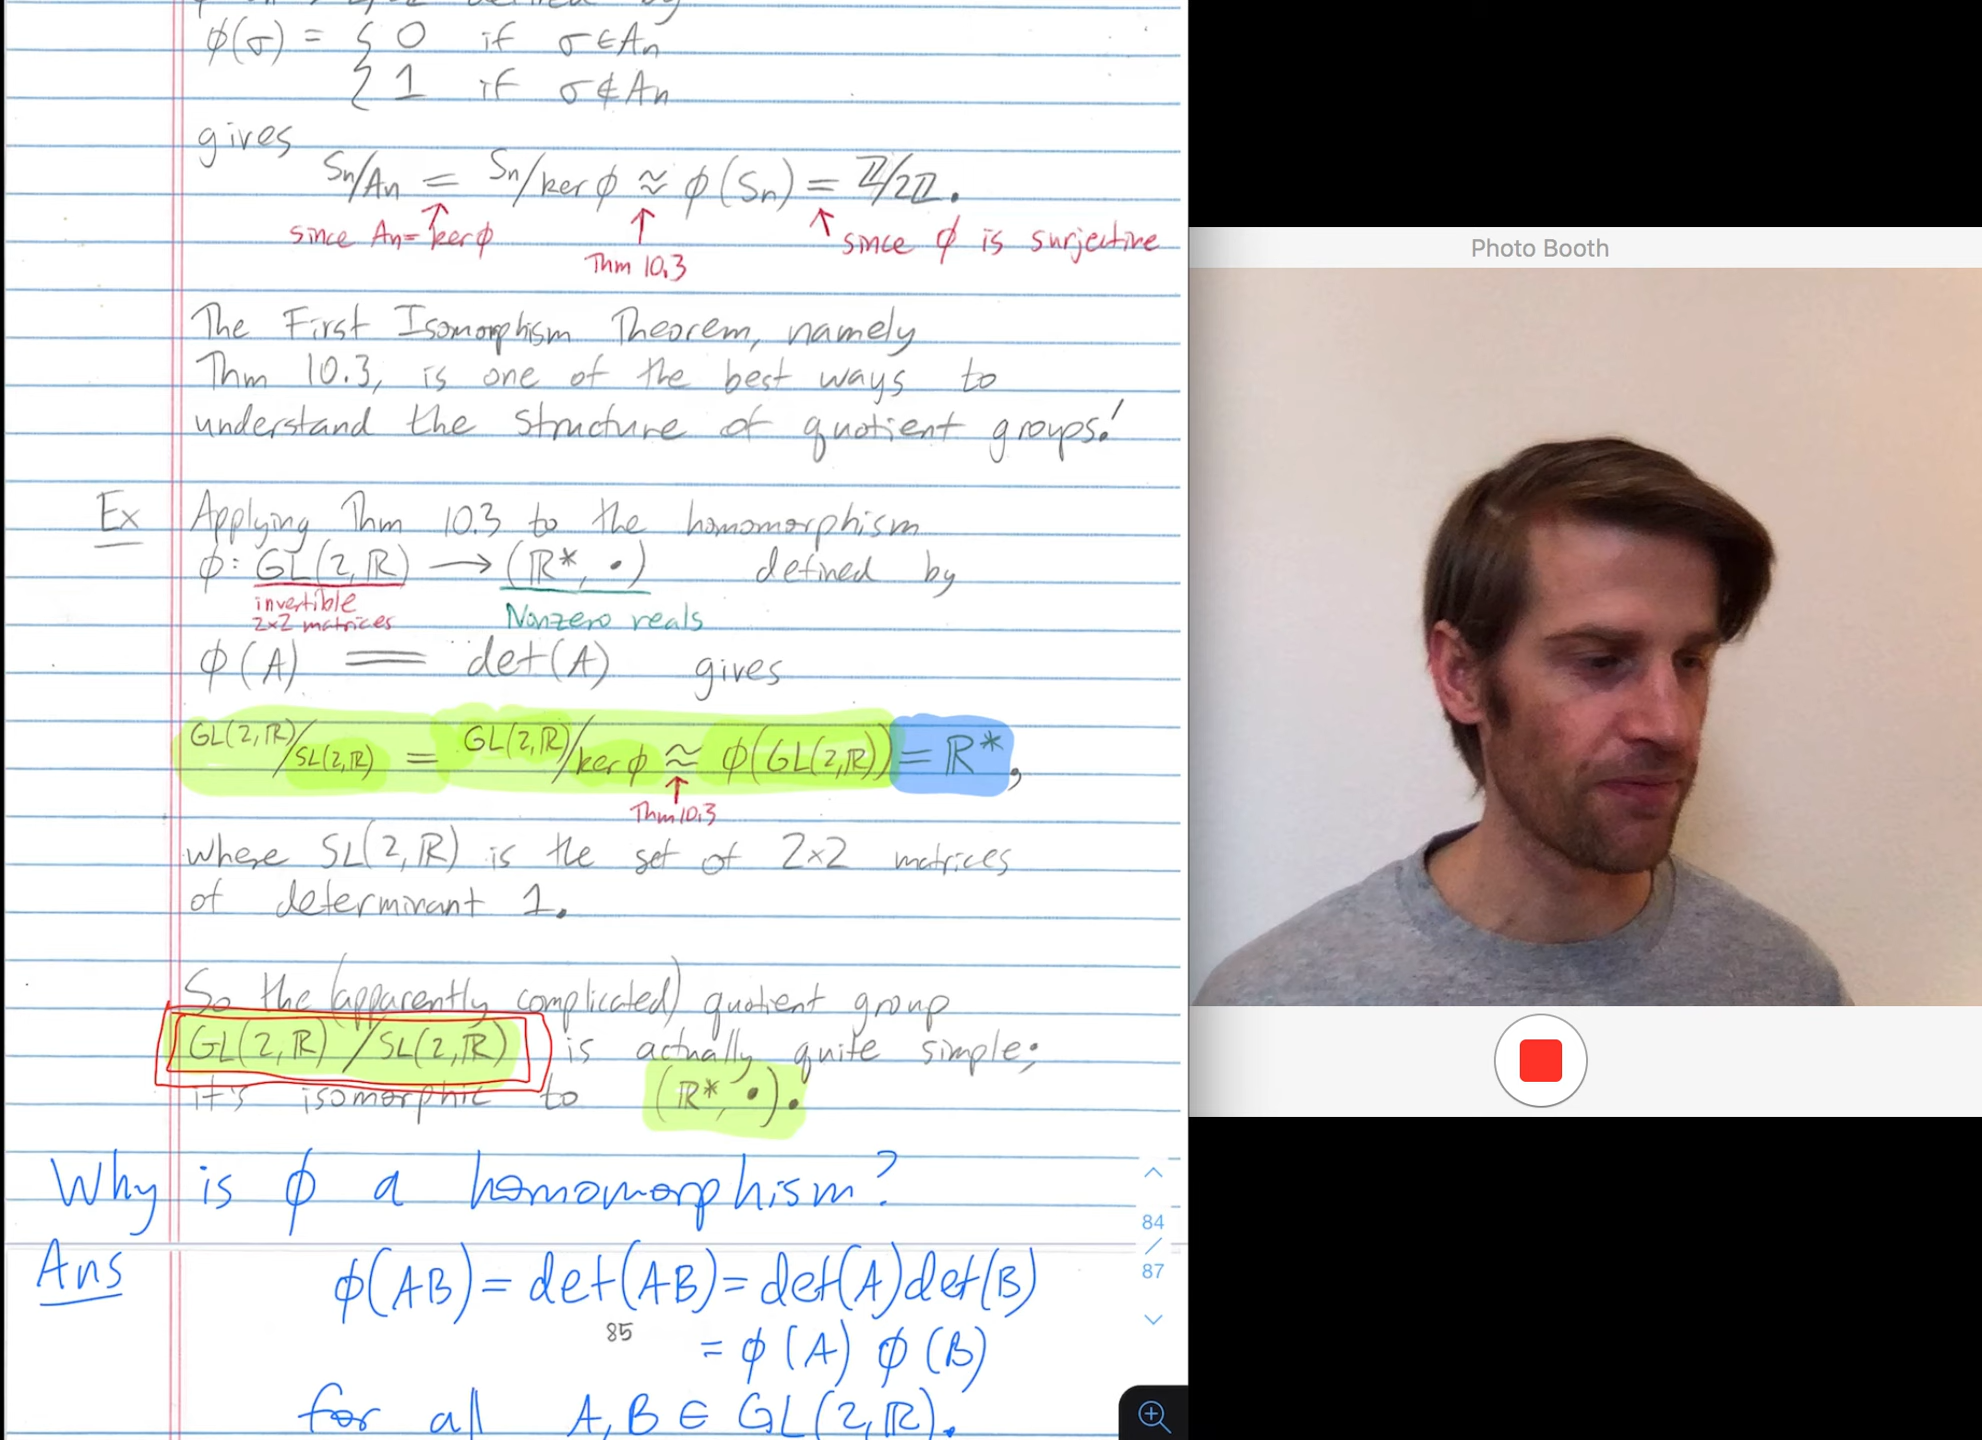 φ(σ) = { 0 if σ∈An
{ 1 if σ∉An
gives
Sn/An = Sn/ker φ ≈ φ(Sn) = ℤ/2ℤ.
since An = ker φ
Thm 10.3
since φ is surjective
The First Isomorphism Theorem, namely
Thm 10.3, is one of the best ways to
understand the structure of quotient groups!
Ex Applying Thm 10.3 to the homomorphism
φ: GL(2,ℝ) → (ℝ*, •) defined by
invertible
2x2 matrices
Nonzero reals
φ(A) = det(A) gives
GL(2,ℝ)/SL(2,ℝ) = GL(2,ℝ)/ker φ ≈ φ(GL(2,ℝ)) = ℝ*,
Thm 10.3
where SL(2,ℝ) is the set of 2x2 matrices
of determinant 1.
So the (apparently complicated) quotient group
GL(2,ℝ)/SL(2,ℝ) is actually quite simple;
it's isomorphic to (ℝ*, •).
Why is φ a homomorphism?
Ans φ(AB) = det(AB) = det(A)det(B)
= φ(A) φ(B)
for all A,B ∈ GL(2,ℝ).
85
84
/
87
Photo Booth